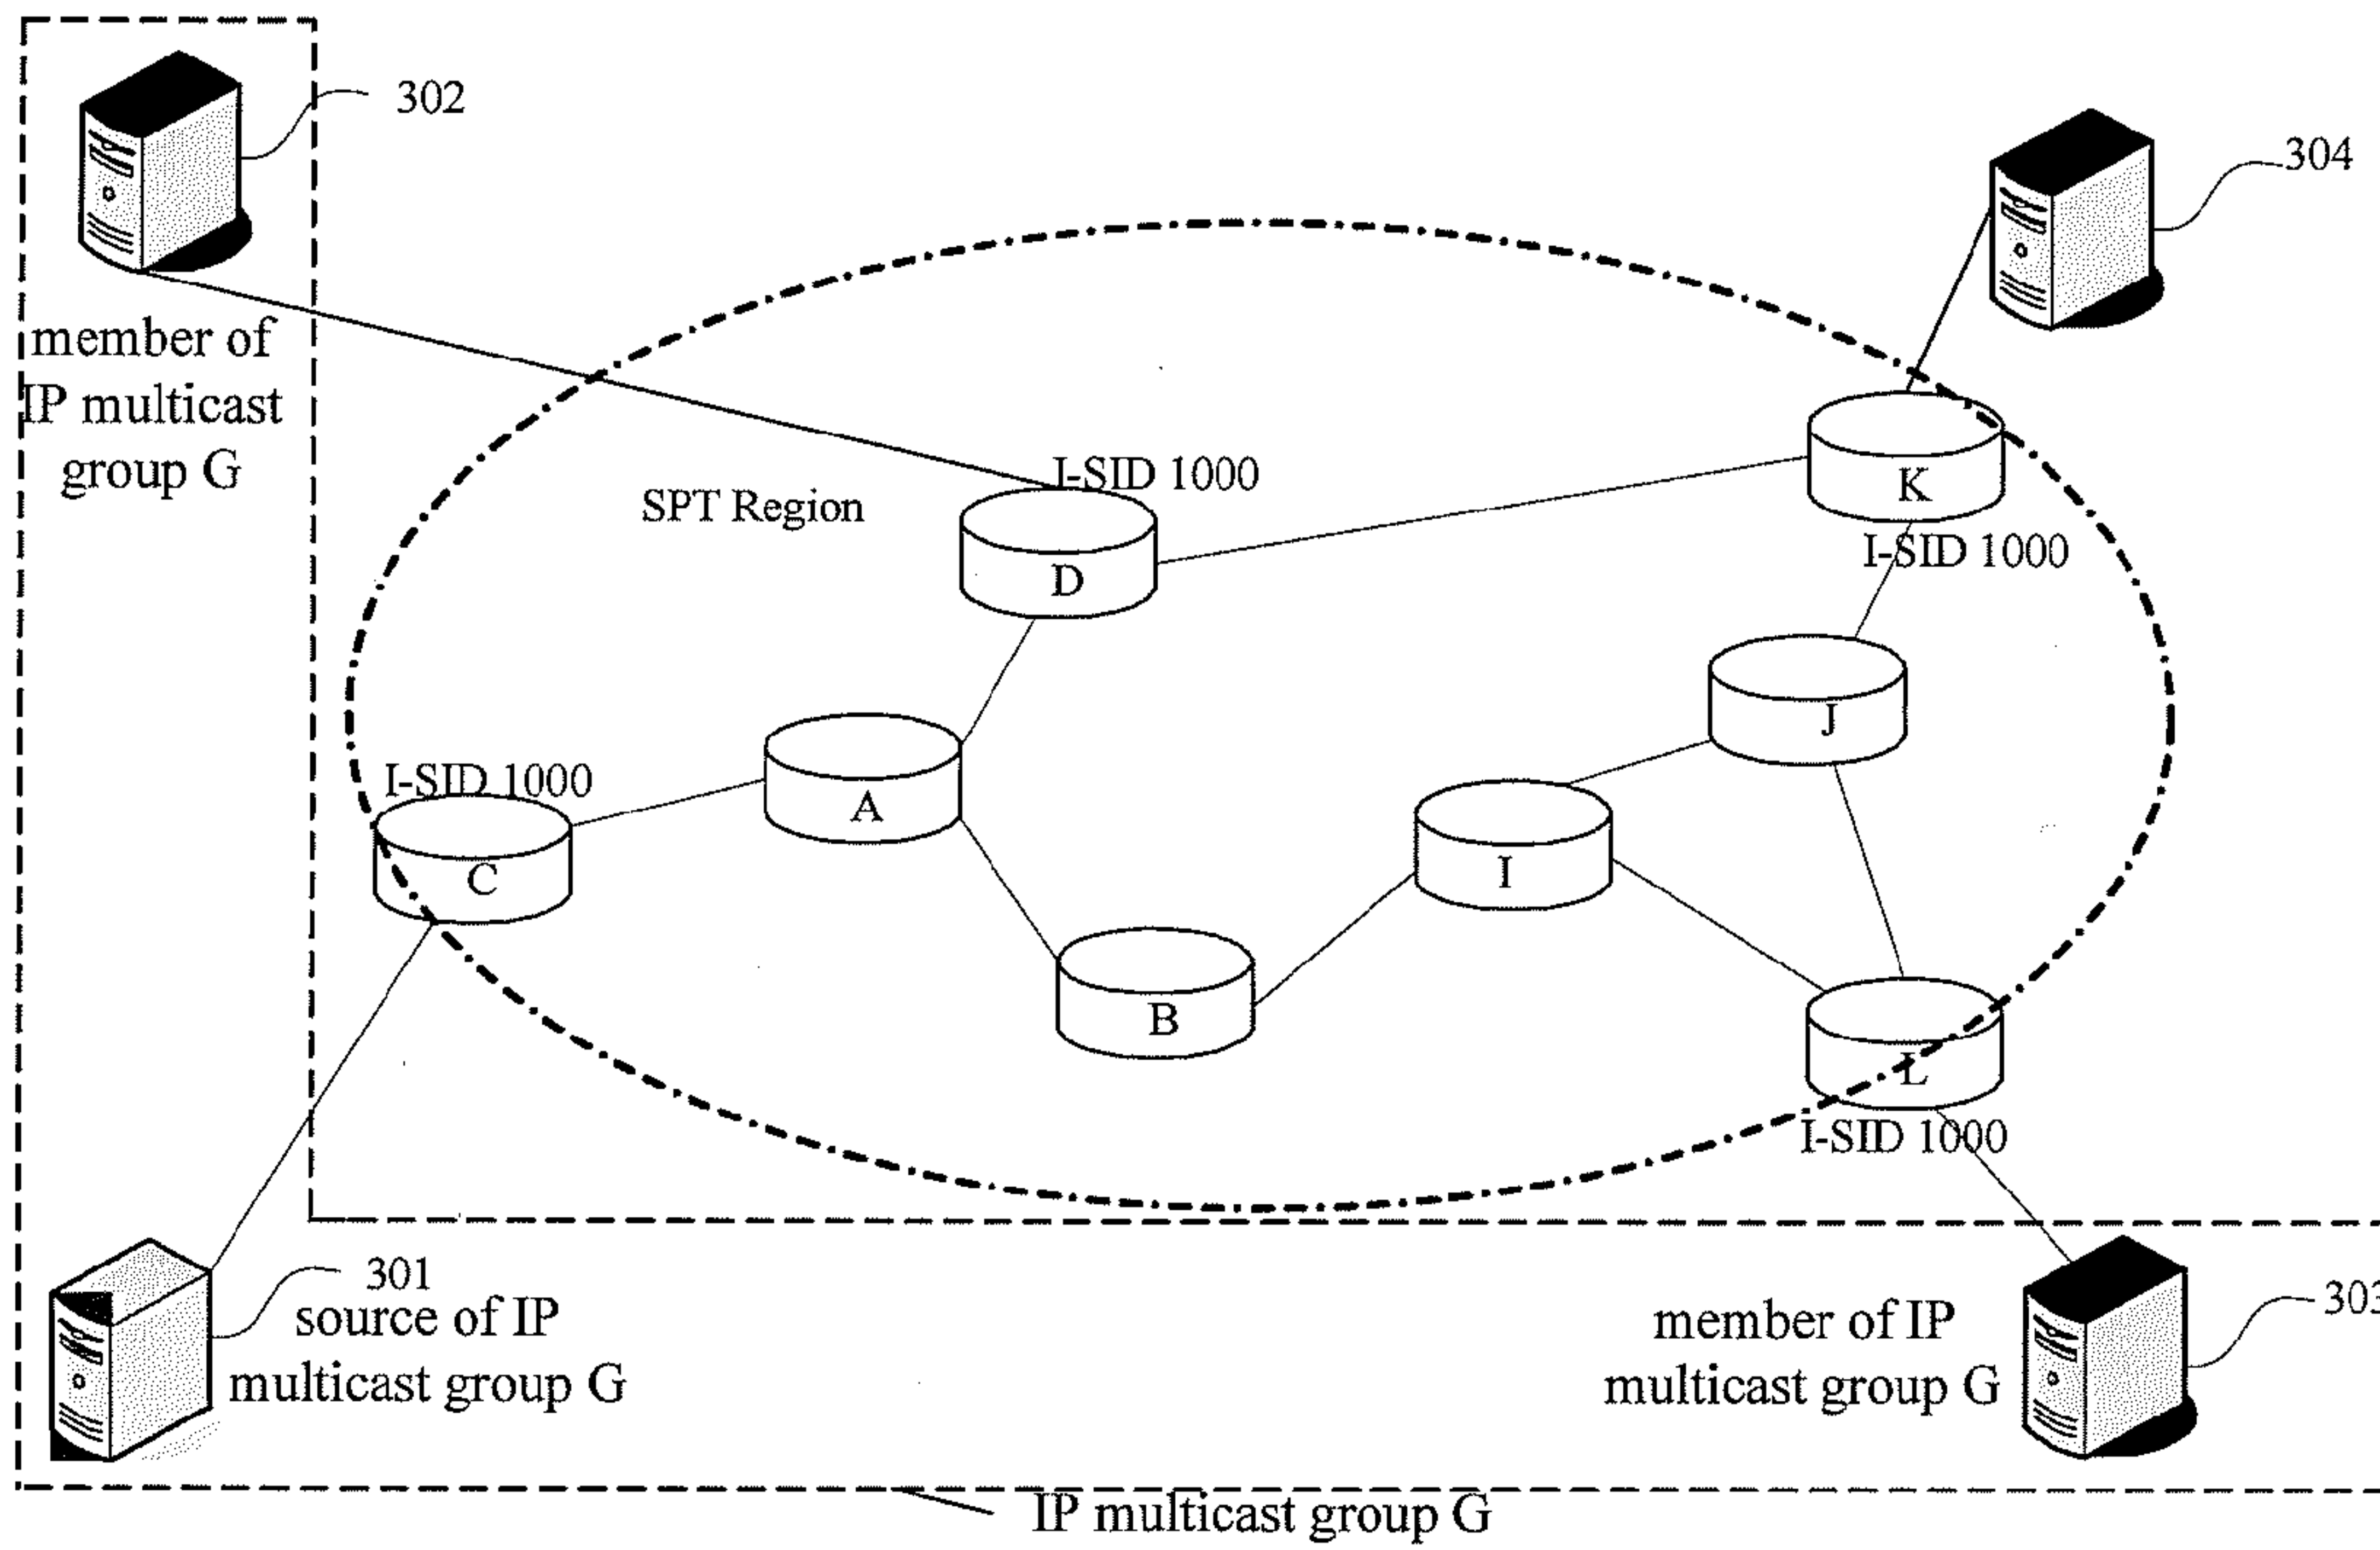 302
304
member of
IP multicast
group G
I-SID 1000
SPT Region
K
D
I-SID 1000
J
I-SID 1000
A
I
C
B
L
I-SID 1000
301
source of IP
multicast group G
303
member of IP
multicast group G
IP multicast group G